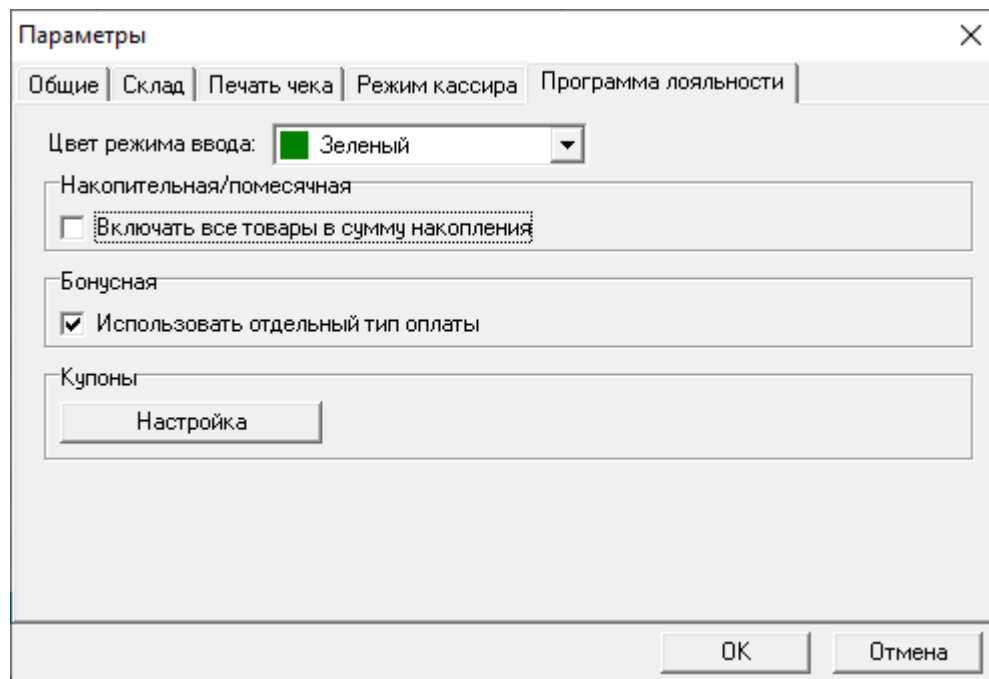 Параметры
Общие Склад Печать чека Режим кассира Программа лояльности
Цвет режима ввода: Зеленый
Накопительная/помесячная
Включать все товары в сумму накопления
Бонусная
Использовать отдельный тип оплаты
Купоны
Настройка
OK Отмена